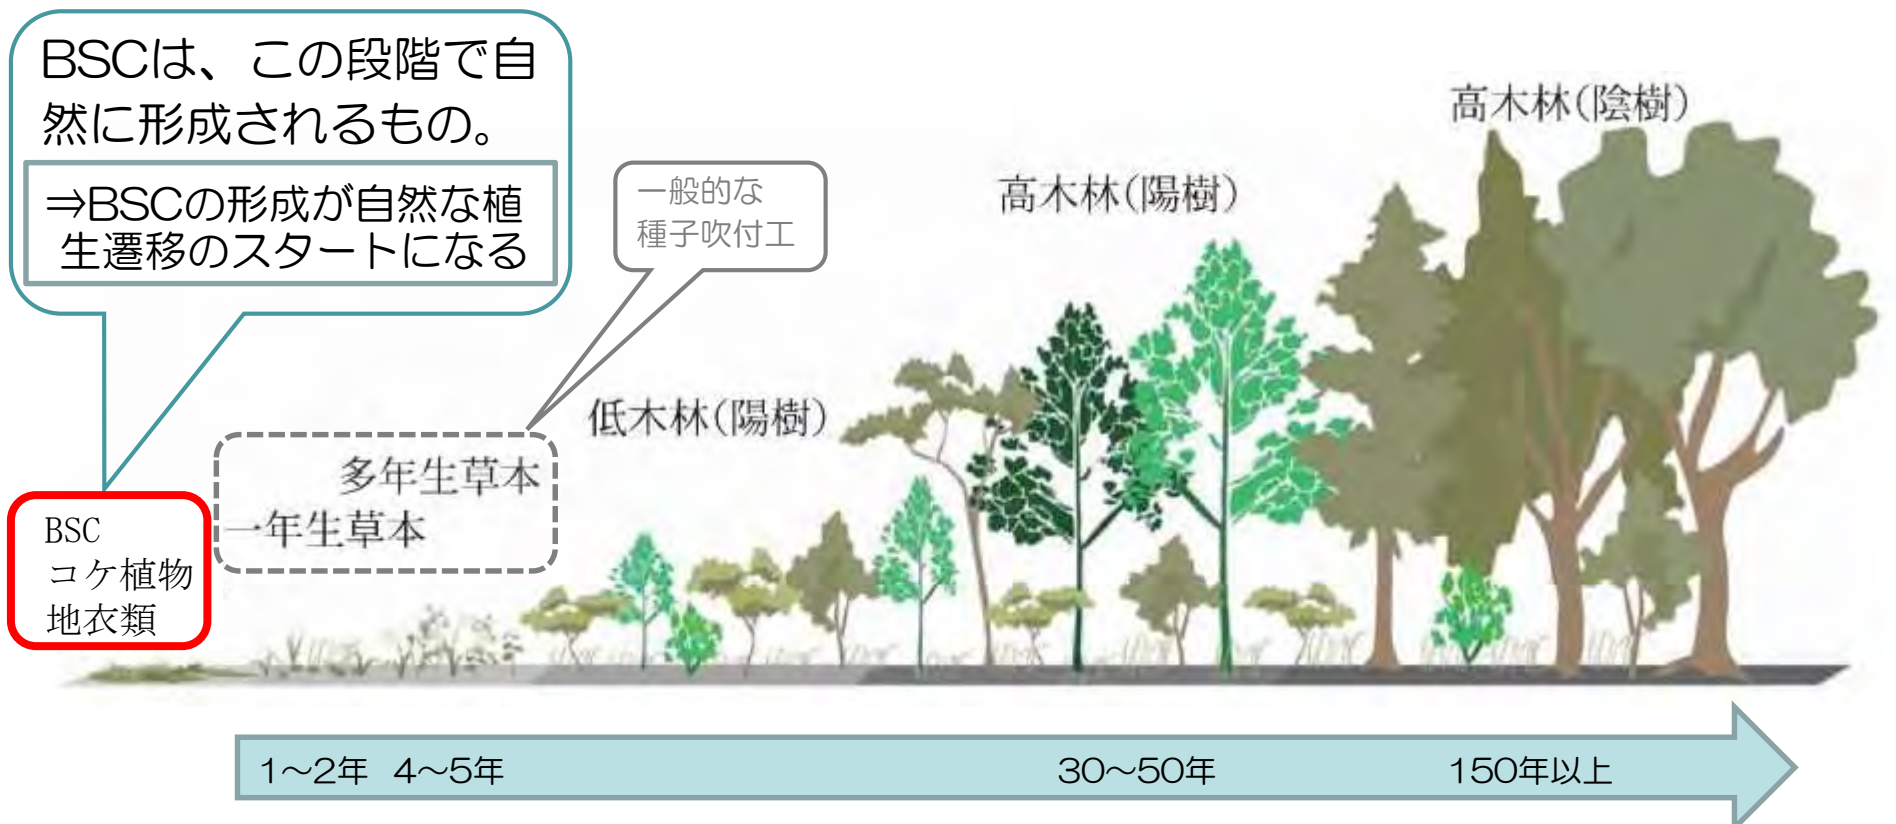 BSCは、この段階で自
然に形成されるもの。
⇒BSCの形成が自然な植
生遷移のスタートになる
一般的な
種子吹付工
高木林(陰樹)
高木林(陽樹)
低木林(陽樹)
多年生草本
一年生草本
BSC
コケ植物
地衣類
1～2年 4～5年 30～50年 150年以上